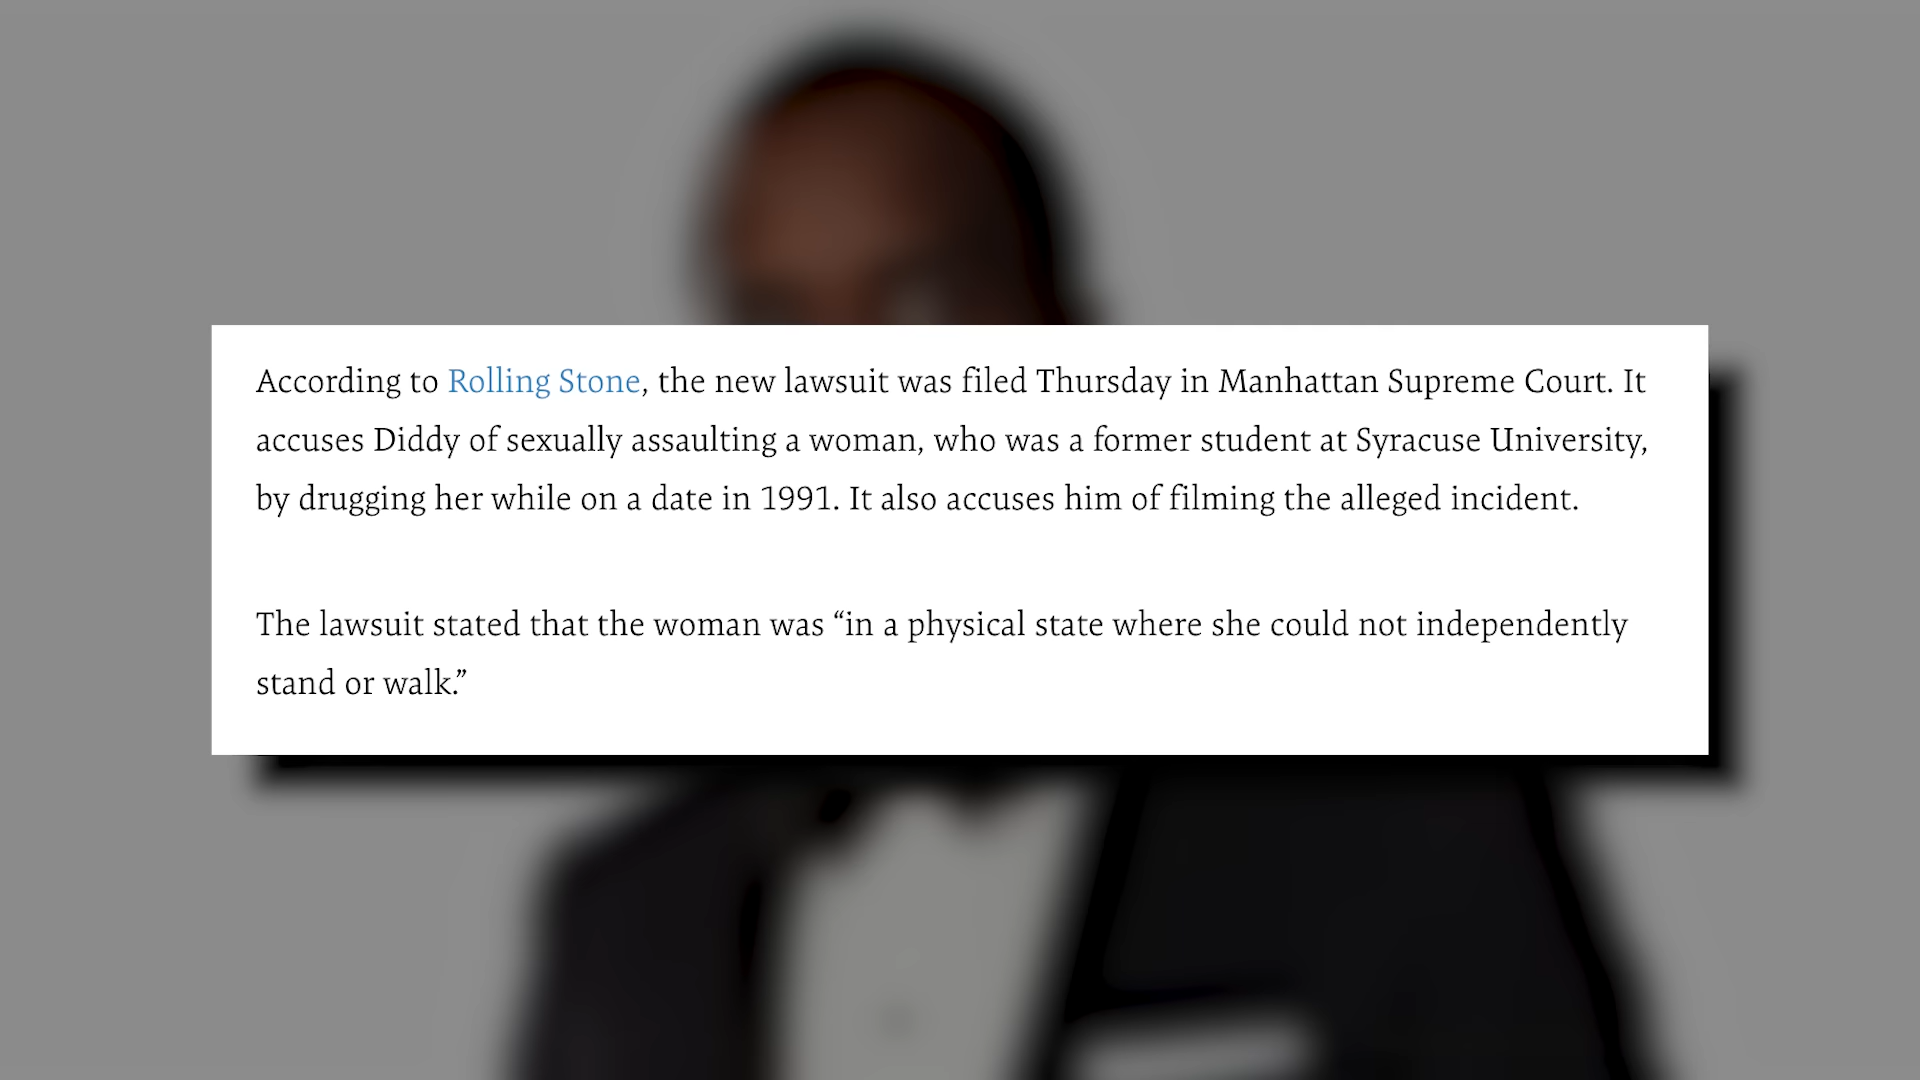 According to Rolling Stone, the new lawsuit was filed Thursday in Manhattan Supreme Court. It
accuses Diddy of sexually assaulting a woman, who was a former student at Syracuse University,
by drugging her while on a date in 1991. It also accuses him of filming the alleged incident.
The lawsuit stated that the woman was “in a physical state where she could not independently
stand or walk.”